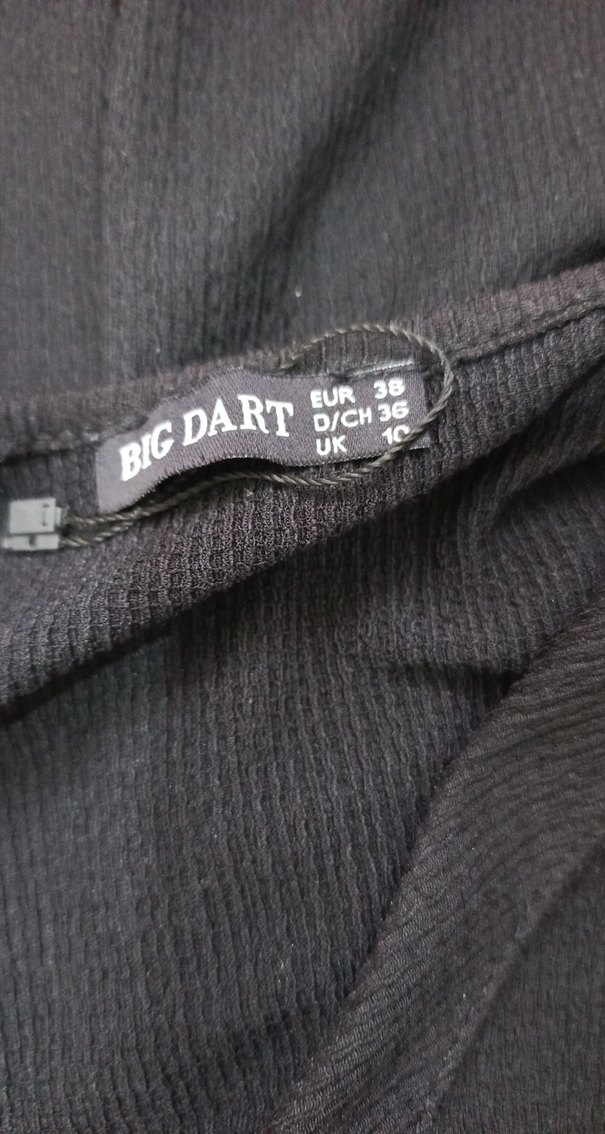 BIG DART
EUR 38
D/CH 36
UK 10